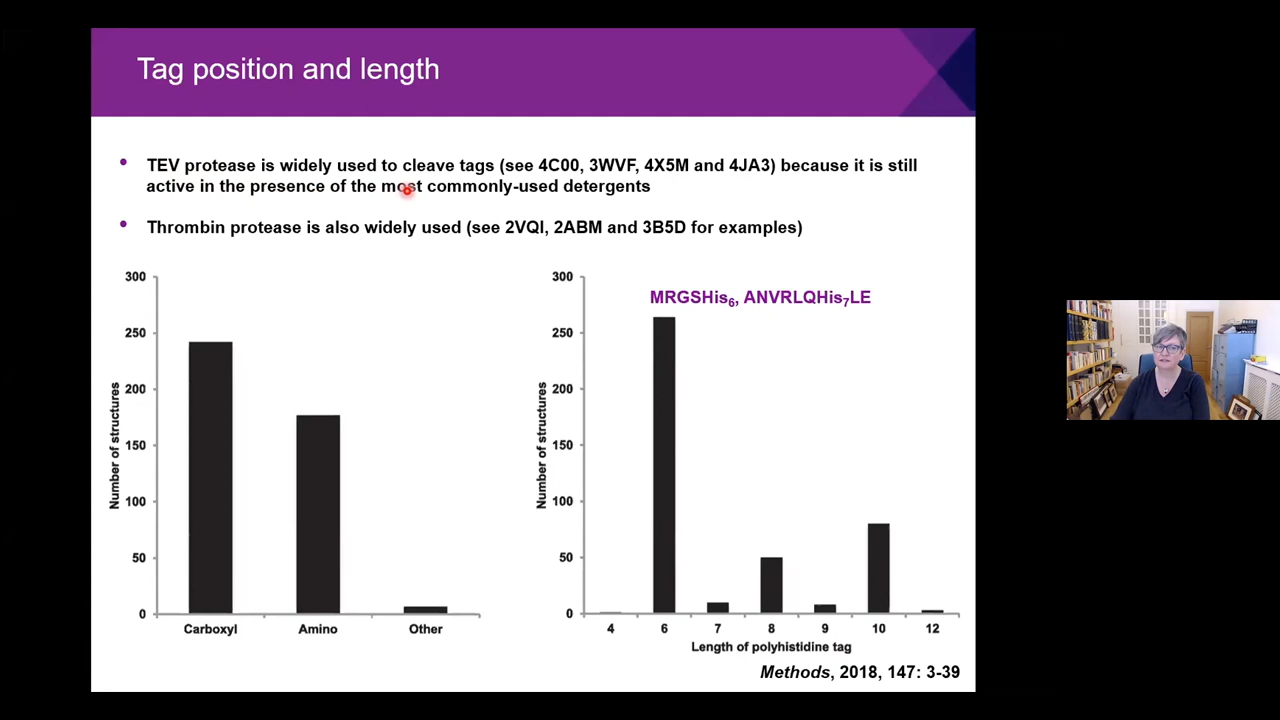 Tag position and length
• TEV protease is widely used to cleave tags (see 4C00, 3WVF, 4X5M and 4JA3) because it is still
active in the presence of the most commonly-used detergents
• Thrombin protease is also widely used (see 2VQI, 2ABM and 3B5D for examples)
Number of structures
300
250
200
150
100
50
0
Carboxyl Amino Other
MRGSHis₆, ANVRLQHis₇LE
Number of structures
300
250
200
150
100
50
0
4 6 7 8 9 10 12
Length of polyhistidine tag
Methods, 2018, 147: 3-39